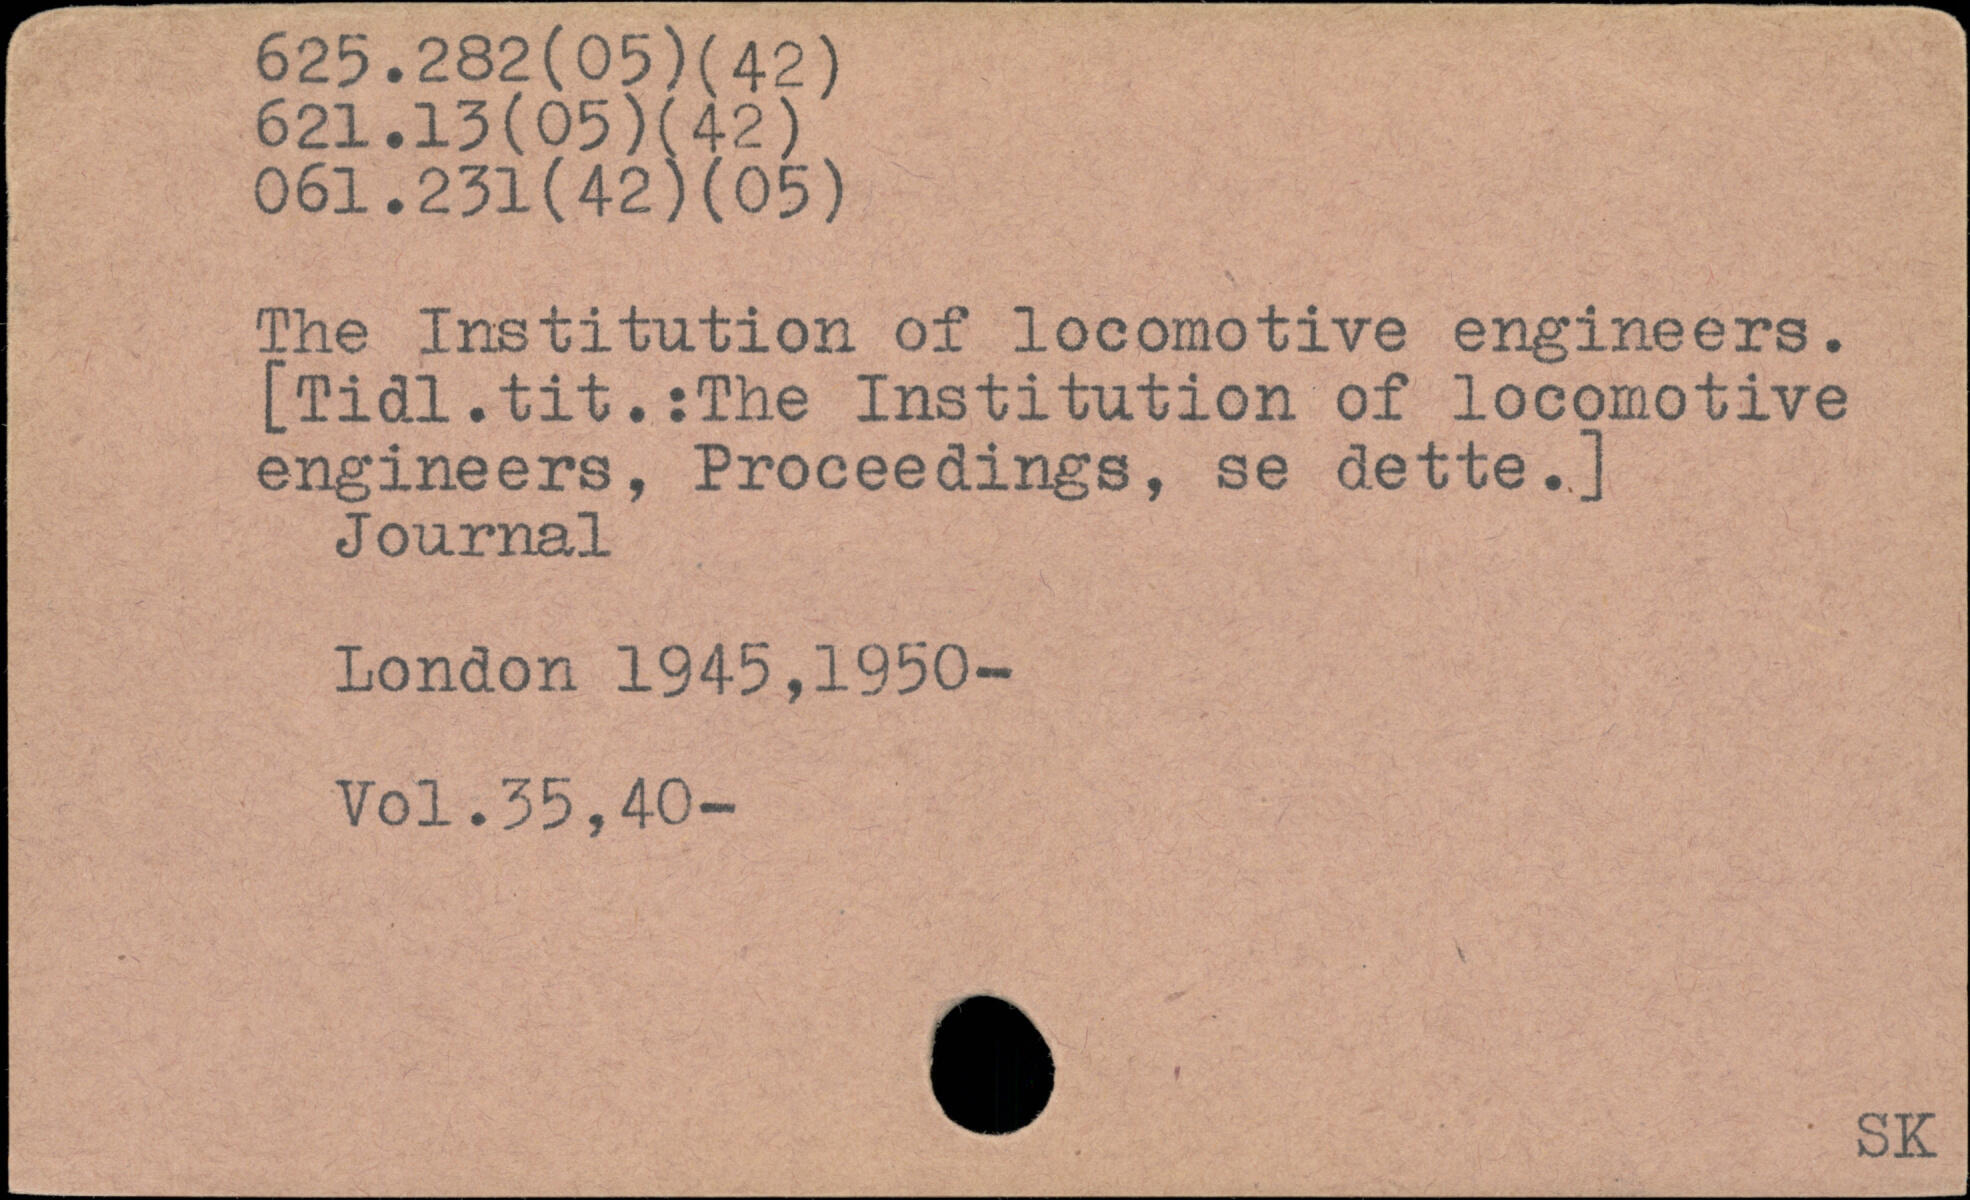 625.282(05)(42)
621.13(05)(42)
061.231(42)(05)
The Institution of locomotive engineers.
[Tidl.tit.:The Institution of locomotive
engineers, Proceedings, se dette.]
Journal
London 1945,1950-
Vol.35,40-
SK